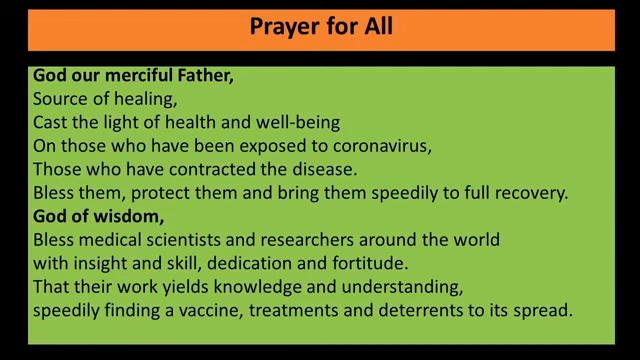 Prayer for All
God our merciful Father,
Source of healing,
Cast the light of health and well-being
On those who have been exposed to coronavirus,
Those who have contracted the disease.
Bless them, protect them and bring them speedily to full recovery.
God of wisdom,
Bless medical scientists and researchers around the world
with insight and skill, dedication and fortitude.
That their work yields knowledge and understanding,
speedily finding a vaccine, treatments and deterrents to its spread.